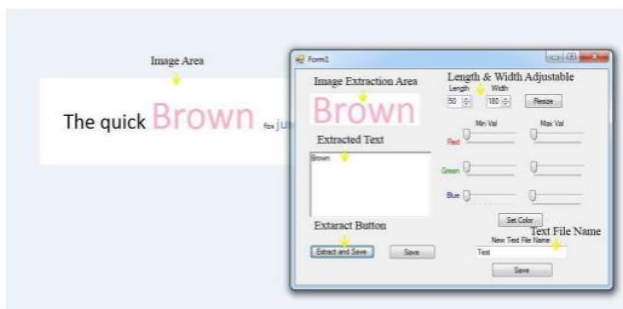 Image Area
The quick Brown Fox ju
Form1
Image Extraction Area
Brown
Extracted Text
Brown
Extaract Button
Extract and Save
Save
Length & Width Adjustable
Length Width
50 180 Resize
Min Val Max Val
Red
Green
Blue
Set Color
Text File Name
New Text File Name
Test
Save